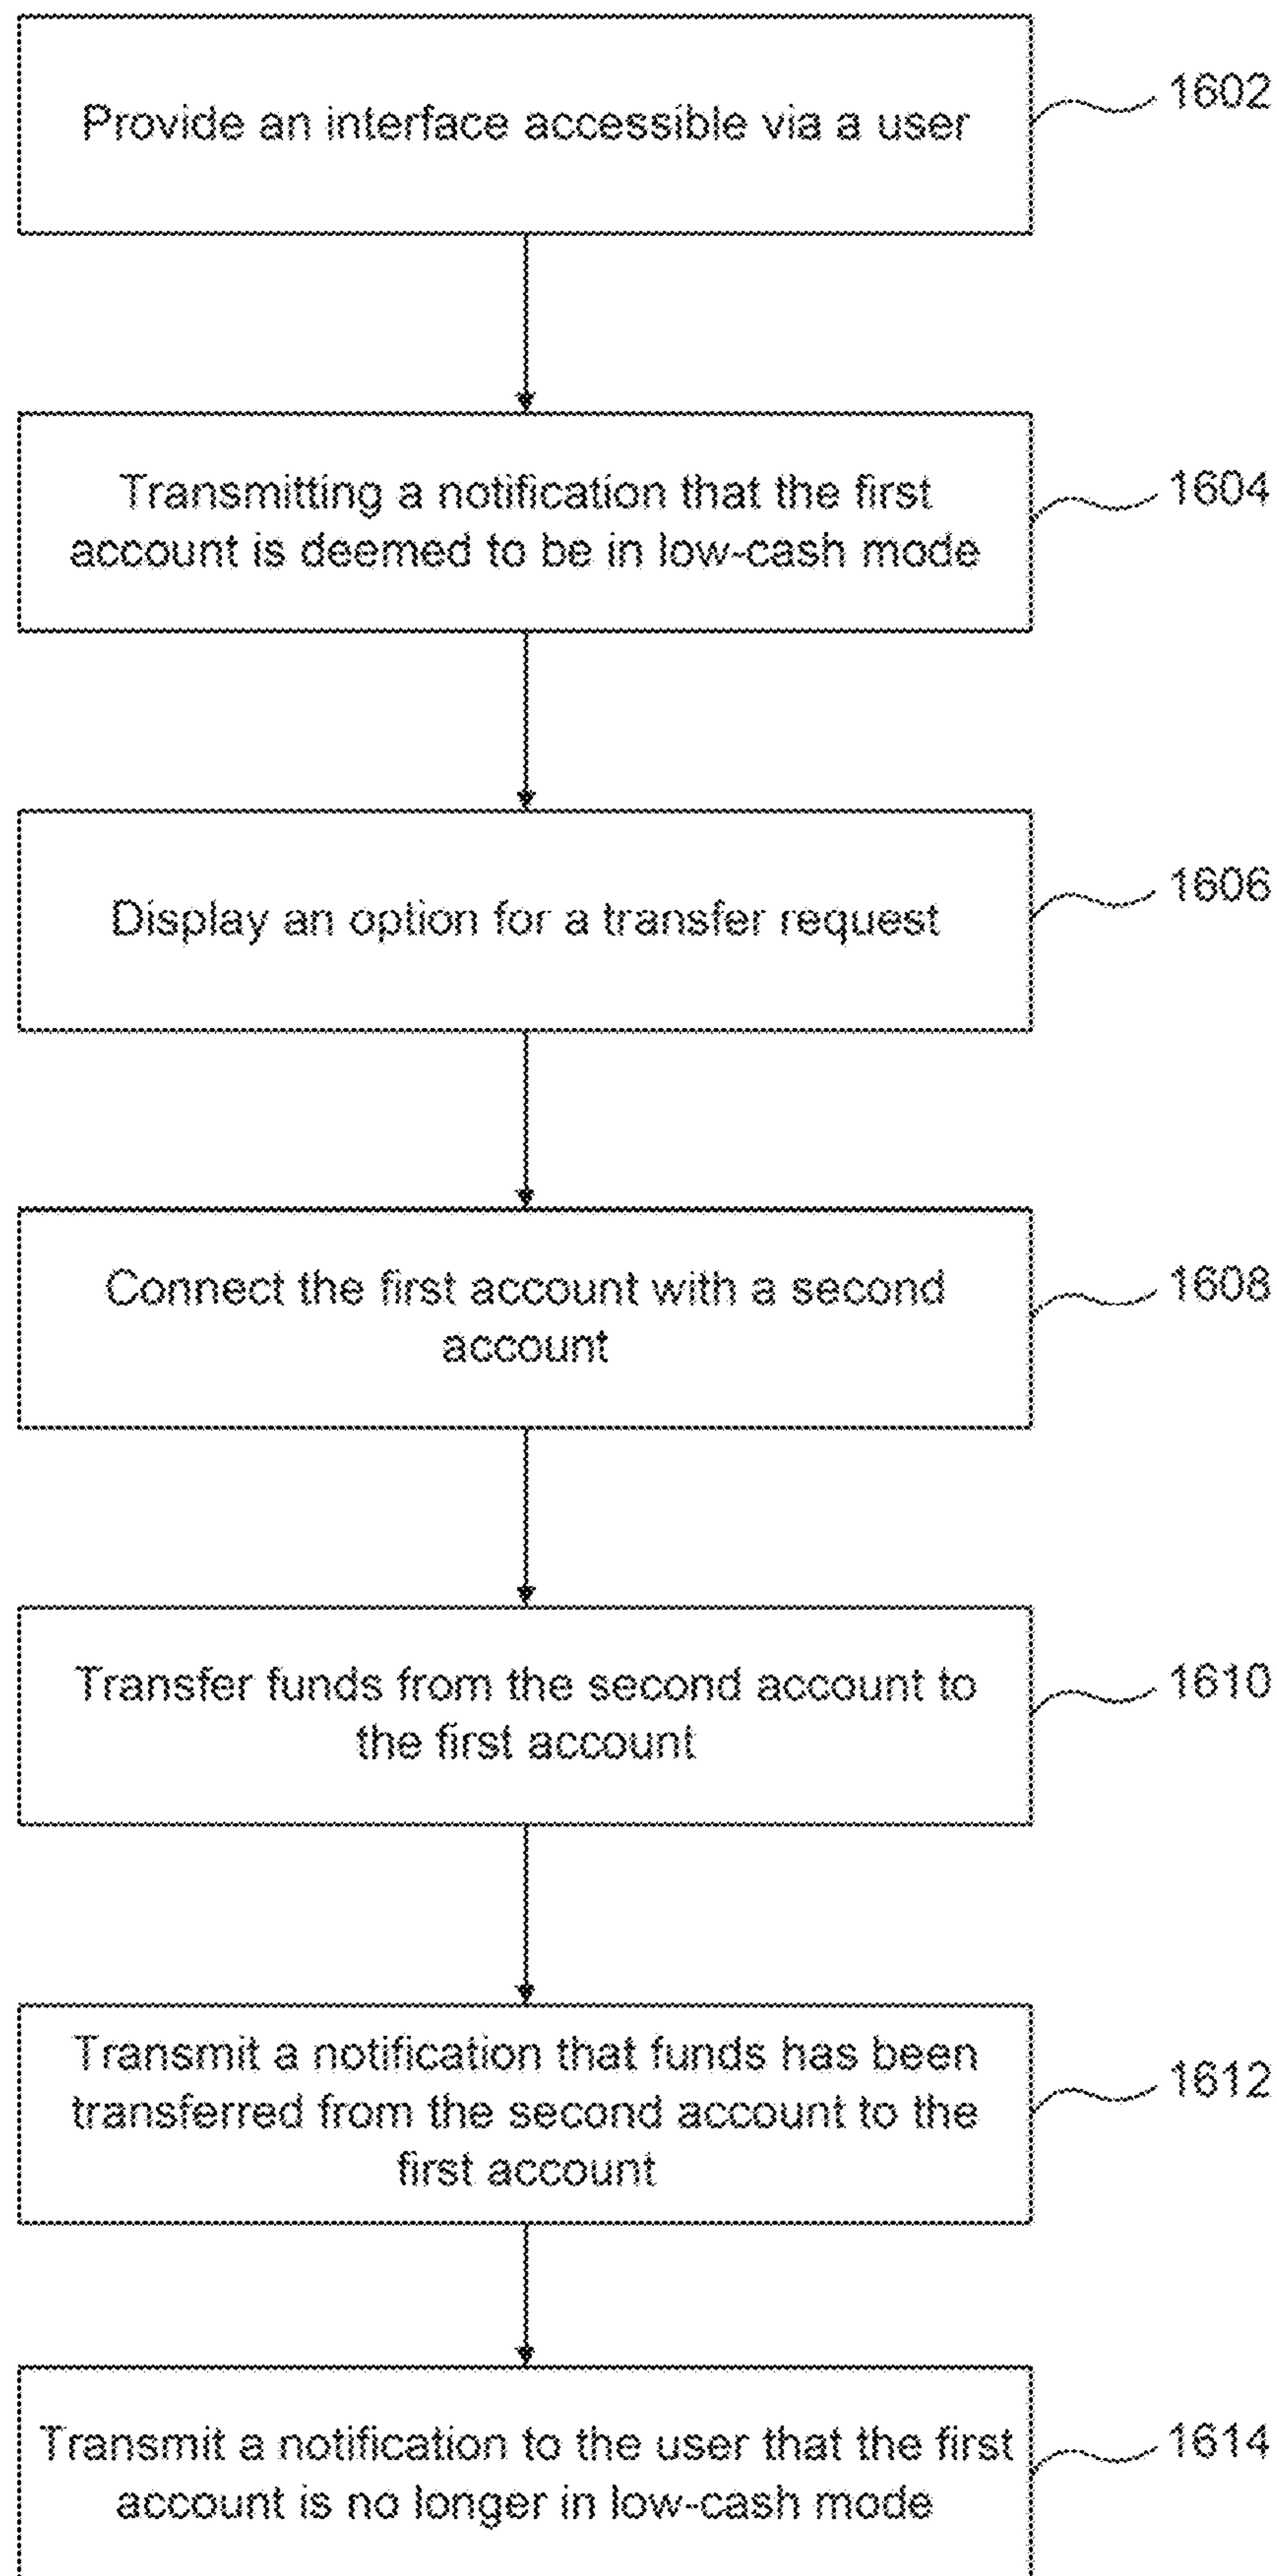 Provide an interface accessible via a user
1602
Transmitting a notification that the first
account is deemed to be in low-cash mode
1604
Display an option for a transfer request
1606
Connect the first account with a second
account
1608
Transfer funds from the second account to
the first account
1610
Transmit a notification that funds has been
transferred from the second account to the
first account
1612
Transmit a notification to the user that the first
account is no longer in low-cash mode
1614